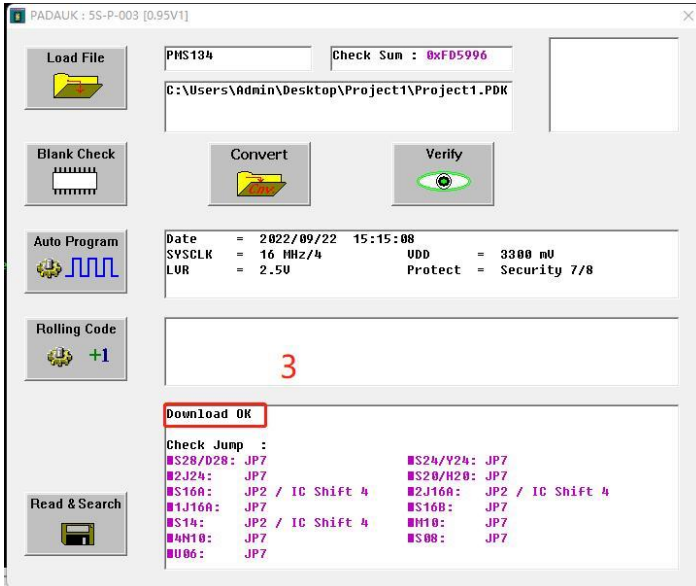 PADAUK : 5S-P-003 [0.95V1]
Load File
PMS134
Check Sum : 0xFD5996
C:\Users\Admin\Desktop\Project1\Project1.PDK
Blank Check
Convert
Cnv.
Verify
Auto Program
Date = 2022/09/22 15:15:08
SYSCLK = 16 MHz/4 VDD = 3300 mV
LVR = 2.5V Protect = Security 7/8
Rolling Code
+1
3
Download OK
Check Jump :
S28/D28: JP7 S24/Y24: JP7
2J24: JP7 S20/H20: JP7
S16A: JP2 / IC Shift 4 2J16A: JP2 / IC Shift 4
1J16A: JP7 S16B: JP7
S14: JP2 / IC Shift 4 M10: JP7
4N10: JP7 S08: JP7
U06: JP7
Read & Search